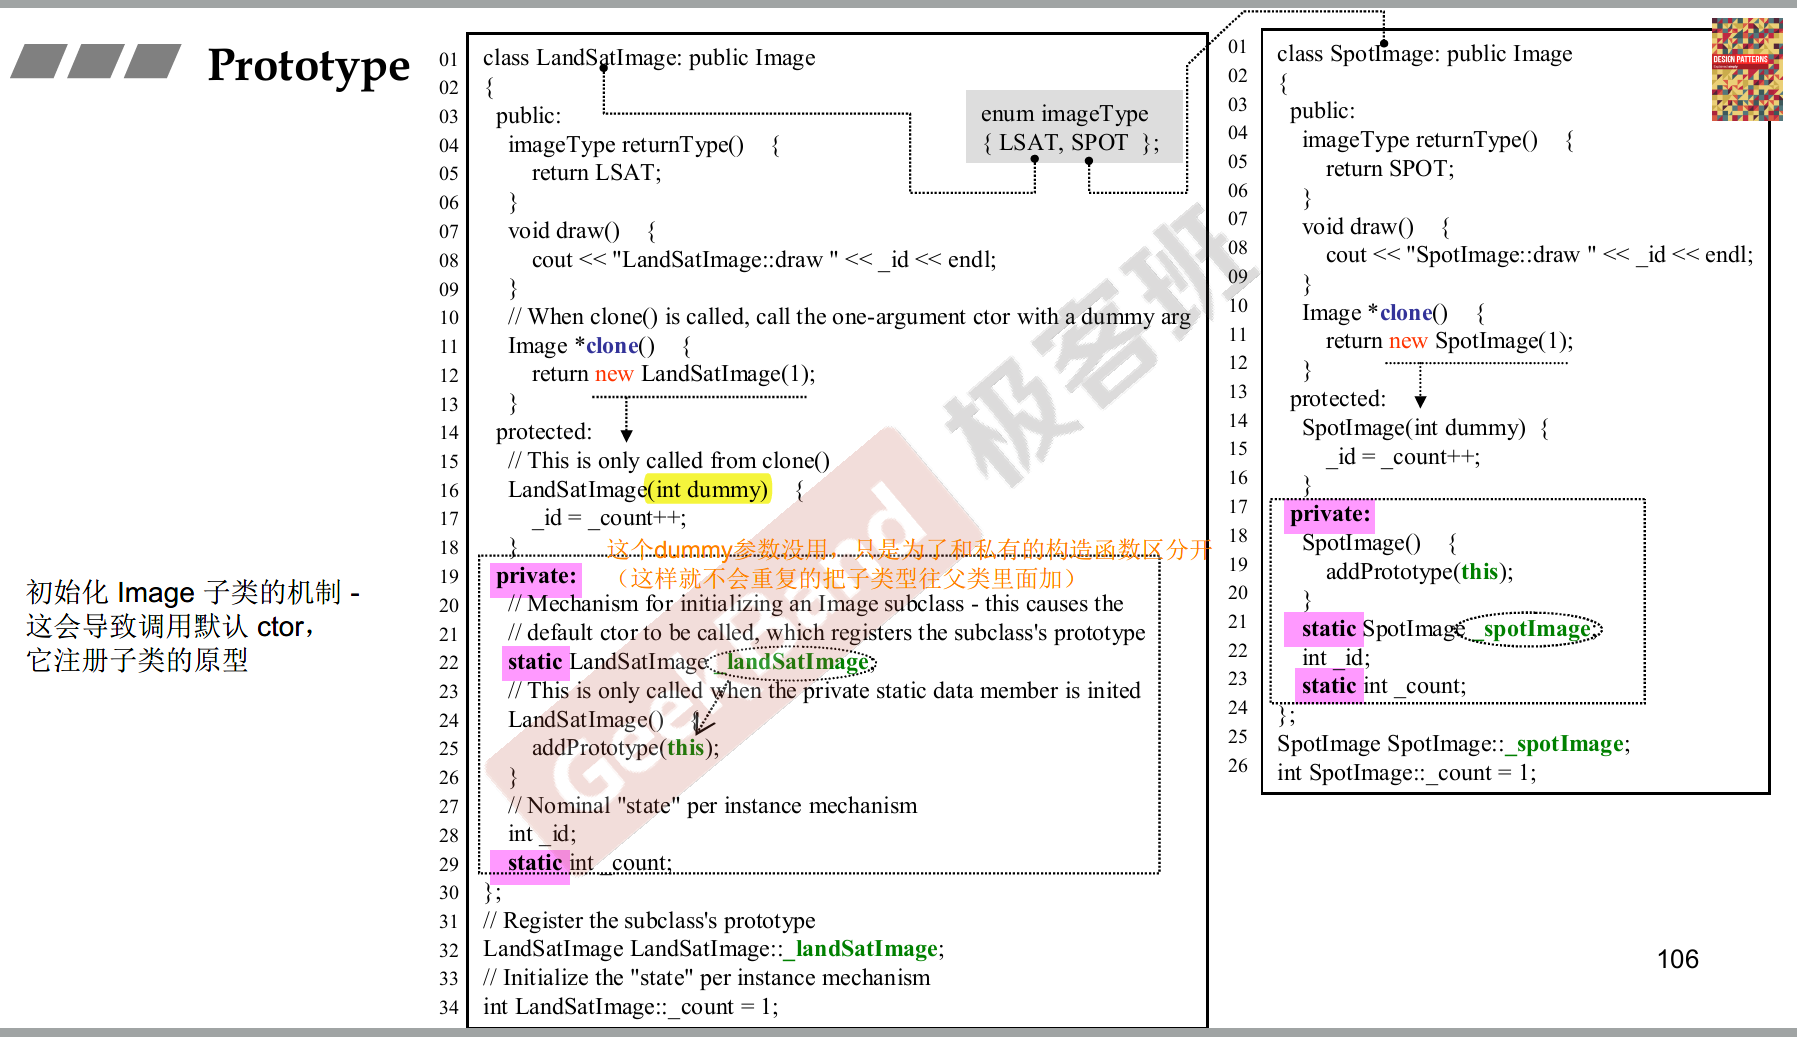 Prototype
初始化 Image 子类的机制 -
这会导致调用默认 ctor，
它注册子类的原型
01 class LandSatImage: public Image
02 {
03 public:
04 imageType returnType() {
05 return LSAT;
06 }
07 void draw() {
08 cout << "LandSatImage::draw " << _id << endl;
09 }
10 // When clone() is called, call the one-argument ctor with a dummy arg
11 Image *clone() {
12 return new LandSatImage(1);
13 }
14 protected:
15 // This is only called from clone()
16 LandSatImage(int dummy) {
17 _id = _count++;
18 }
这个dummy参数没用，只是为了和私有的构造函数区分开
（这样就不会重复的把子类型往父类里面加）
19 private:
20 // Mechanism for initializing an Image subclass - this causes the
21 // default ctor to be called, which registers the subclass's prototype
22 static LandSatImage _landSatImage;
23 // This is only called when the private static data member is inited
24 LandSatImage() {
25 addPrototype(this);
26 }
27 // Nominal "state" per instance mechanism
28 int _id;
29 static int _count;
30 };
31 // Register the subclass's prototype
32 LandSatImage LandSatImage::_landSatImage;
33 // Initialize the "state" per instance mechanism
34 int LandSatImage::_count = 1;
enum imageType
{ LSAT, SPOT };
01 class SpotImage: public Image
02 {
03 public:
04 imageType returnType() {
05 return SPOT;
06 }
07 void draw() {
08 cout << "SpotImage::draw " << _id << endl;
09 }
10 Image *clone() {
11 return new SpotImage(1);
12 }
13 protected:
14 SpotImage(int dummy) {
15 _id = _count++;
16 }
17 private:
18 SpotImage() {
19 addPrototype(this);
20 }
21 static SpotImage _spotImage;
22 int _id;
23 static int _count;
24 };
25 SpotImage SpotImage::_spotImage;
26 int SpotImage::_count = 1;
DESIGN PATTERNS
GeekBand
极客班
106